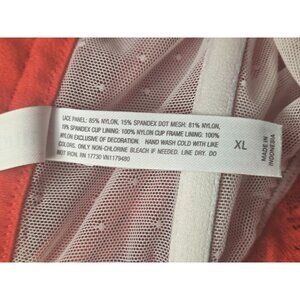 LACE PANEL: 85% NYLON, 15% SPANDEX DOT MESH: 81% NYLON,
19% SPANDEX CUP LINING: 100% NYLON CUP FRAME LINING: 100%
NYLON EXCLUSIVE OF DECORATION. HAND WASH COLD WITH LIKE
COLORS. ONLY NON-CHLORINE BLEACH IF NEEDED. LINE DRY. DO
NOT IRON, RN 17730 VN1179480
XL
MADE IN
INDONESIA